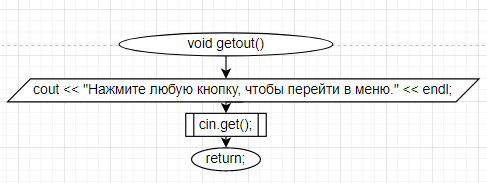 void getout()
cout << "Нажмите любую кнопку, чтобы перейти в меню." << endl;
cin.get();
return;